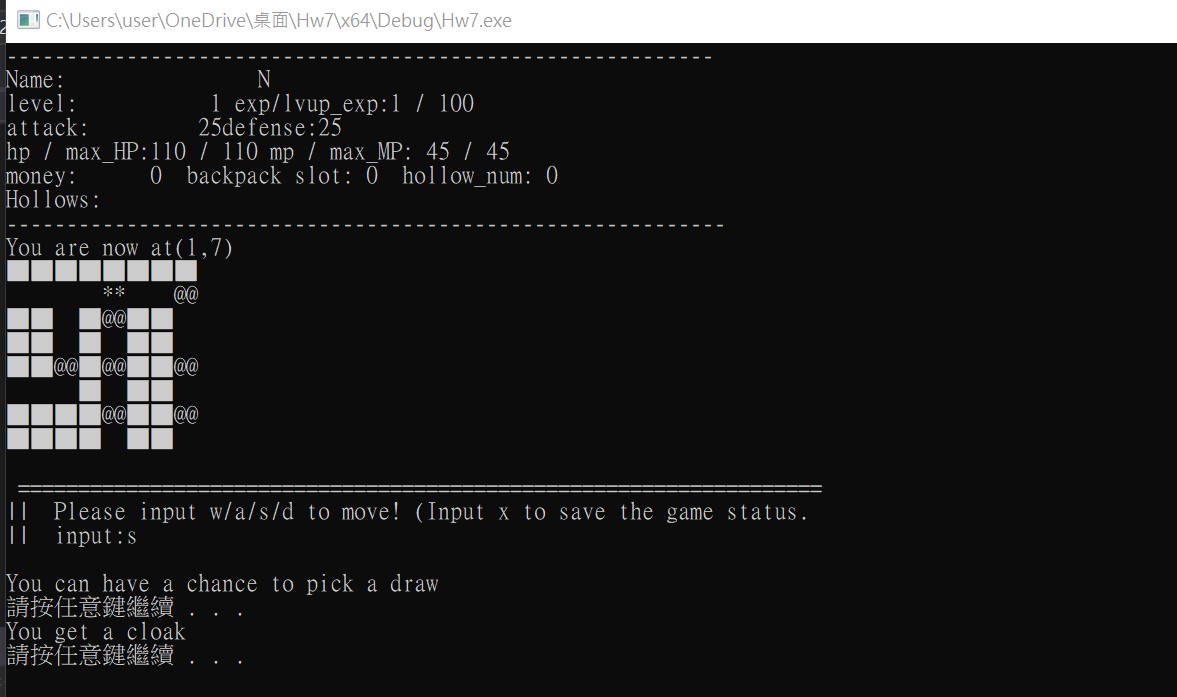 C:\Users\user\OneDrive\桌面\Hw7\x64\Debug\Hw7.exe
------------------------------------------------------------
Name:                N
level:           1 exp/lvup_exp:1 / 100
attack:         25defense:25
hp / max_HP:110 / 110 mp / max_MP: 45 / 45
money:      0  backpack slot: 0  hollow_num: 0
Hollows:
-------------------------------------------------------------
You are now at(1,7)
■■■■■■■■
        **    @@
■■  ■@@■■
■■  ■  ■■
■■@@■@@■■@@
      ■  ■■
■■■■@@■■@@
■■■■  ■■
===================================================================
||  Please input w/a/s/d to move! (Input x to save the game status.
||  input:s
You can have a chance to pick a draw
請按任意鍵繼續 . . .
You get a cloak
請按任意鍵繼續 . . .